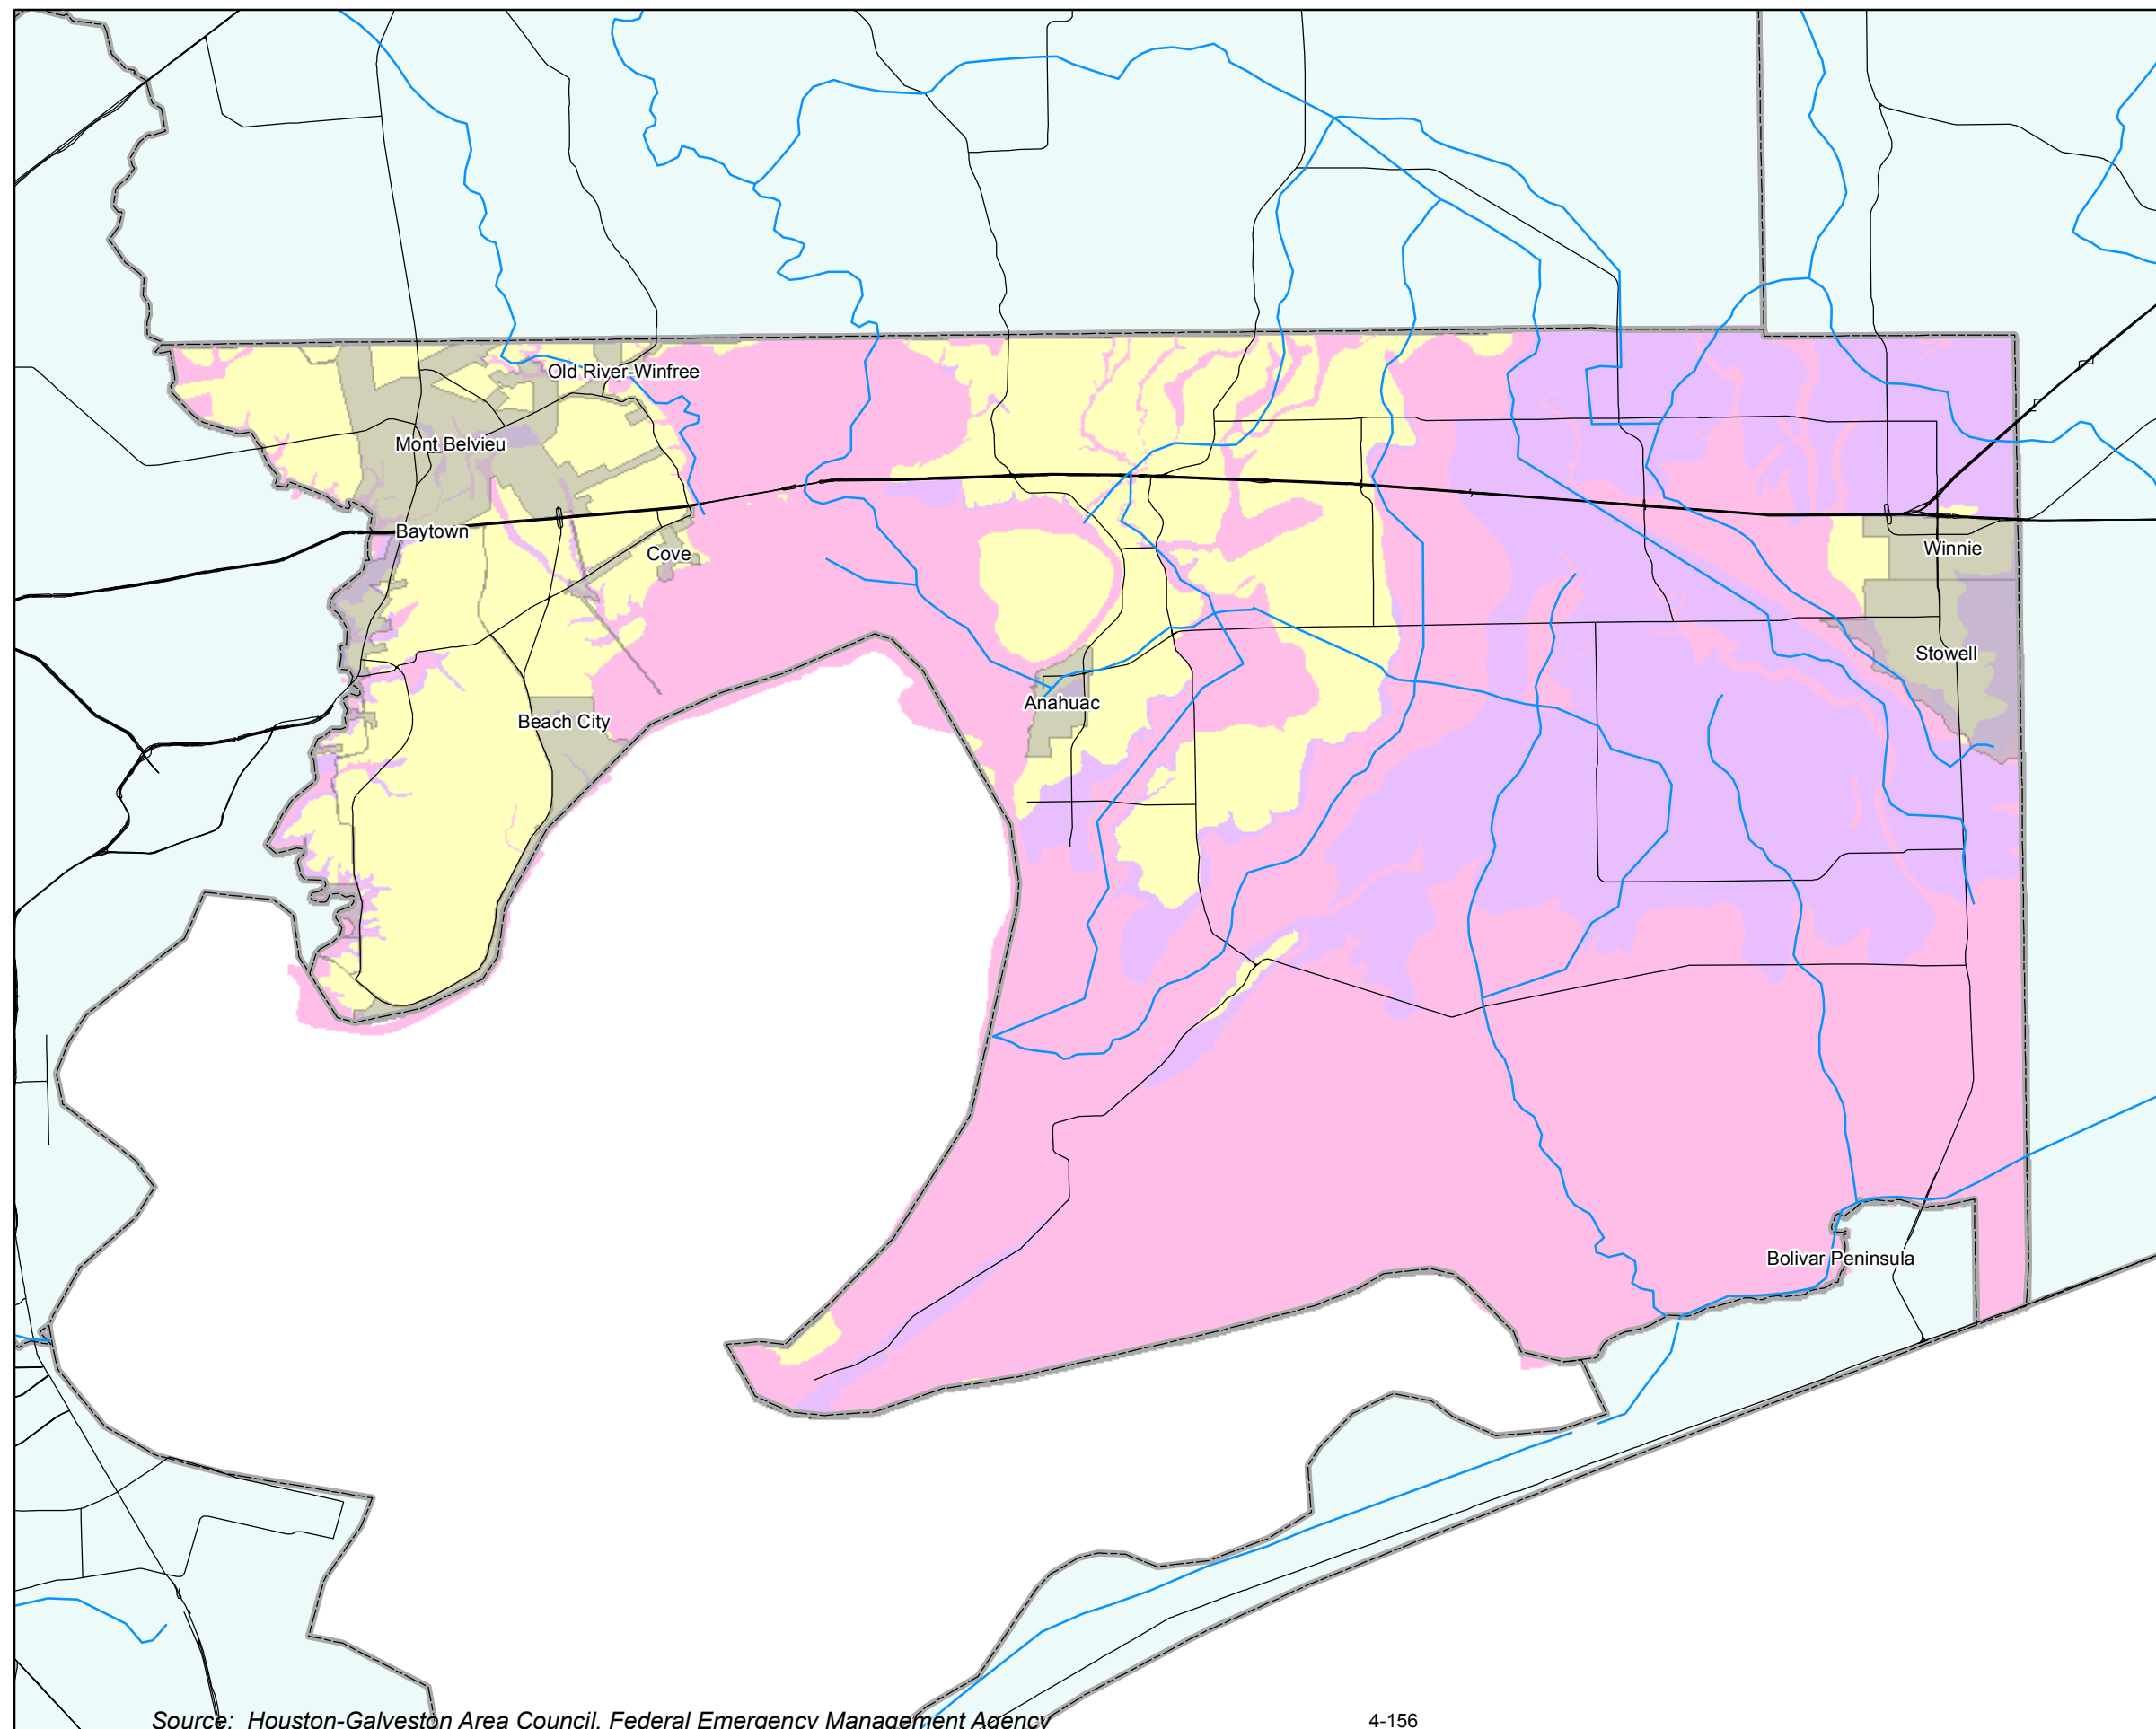 Old River-Winfree
Mont Belvieu
Baytown
Cove
Winnie
Stowell
Anahuac
Beach City
Bolivar Peninsula
Source: Houston-Galveston Area Council, Federal Emergency Management Agency
4-156